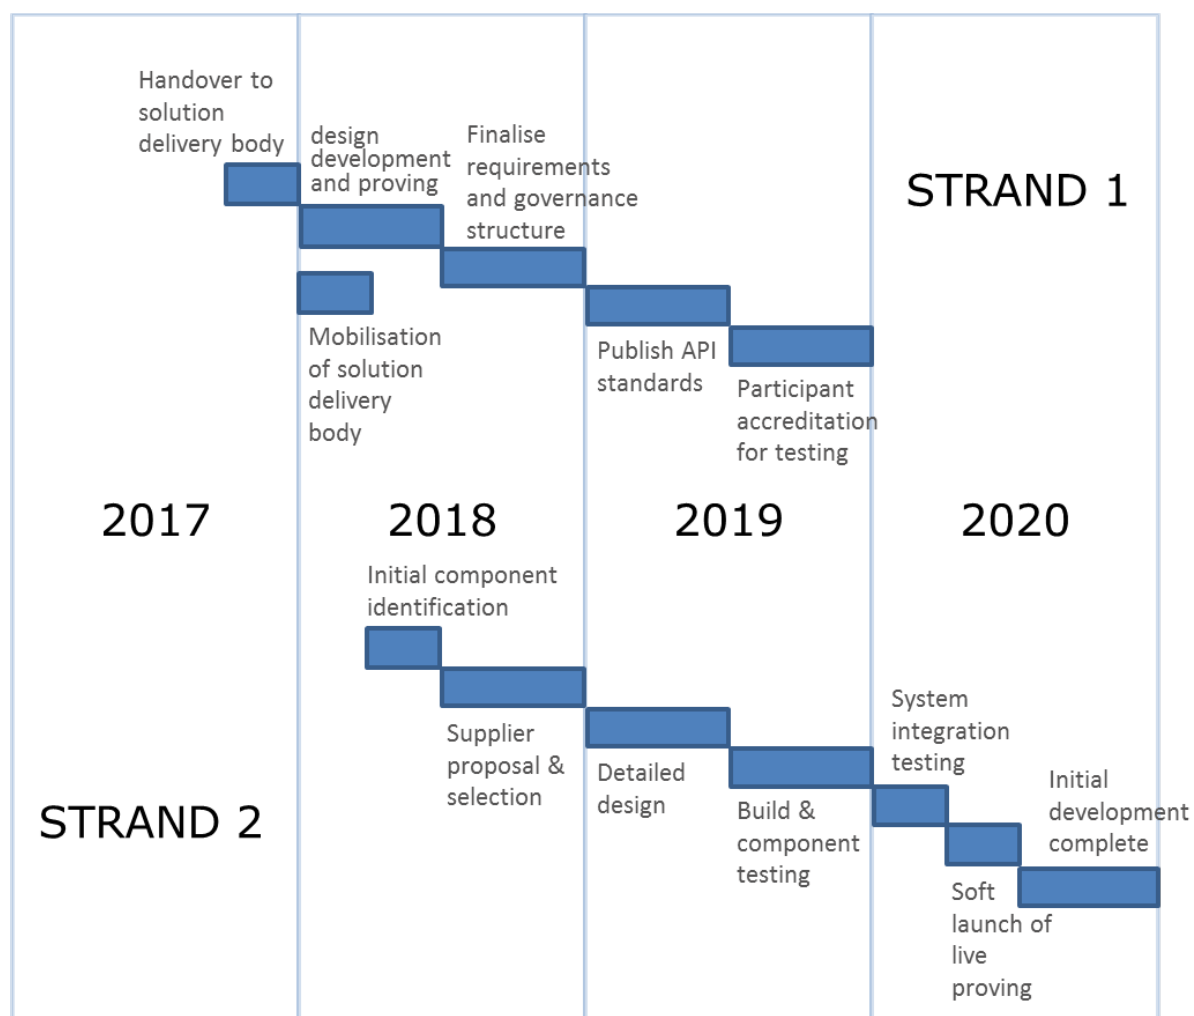 Handover to
solution
delivery body
design
development
and proving
Finalise
requirements
and governance
structure
STRAND 1
Mobilisation
of solution
delivery
body
Publish API
standards
Participant
accreditation
for testing
2017
2018
2019
2020
Initial component
identification
STRAND 2
Supplier
proposal &
selection
Detailed
design
Build &
component
testing
System
integration
testing
Soft
launch of
live
proving
Initial
development
complete